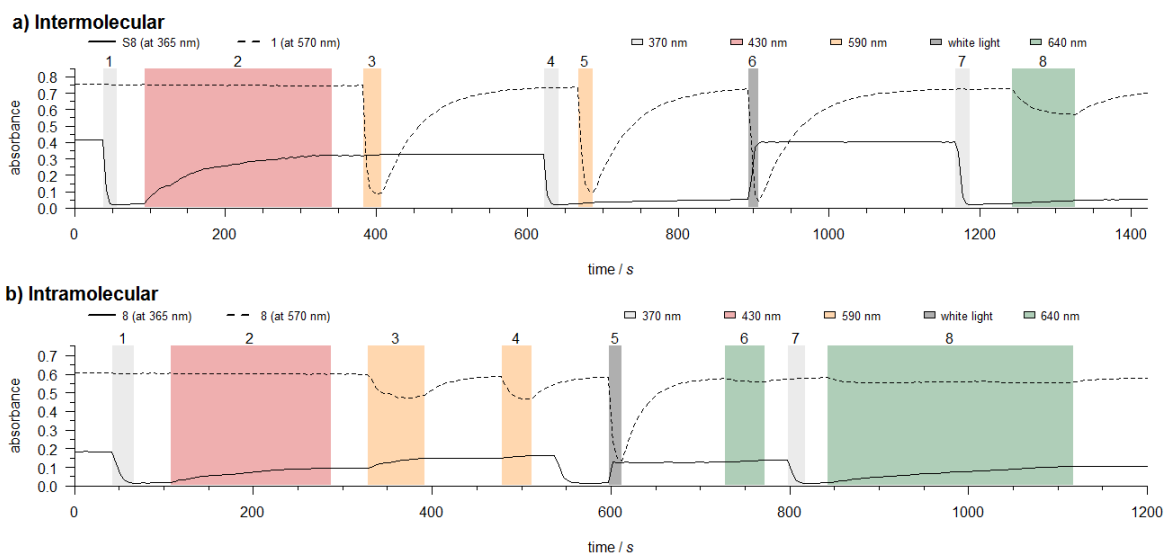 a) Intermolecular
S8 (at 365 nm) 1 (at 570 nm) 370 nm 430 nm 590 nm white light 640 nm
1 2 3 4 5 6 7 8
0.8
0.7
0.6
0.5
0.4
0.3
0.2
0.1
0.0
absorbance
0 200 400 600 800 1000 1200 1400
time / s
b) Intramolecular
8 (at 365 nm) 8 (at 570 nm) 370 nm 430 nm 590 nm white light 640 nm
1 2 3 4 5 6 7 8
0.7
0.6
0.5
0.4
0.3
0.2
0.1
0.0
absorbance
0 200 400 600 800 1000 1200
time / s